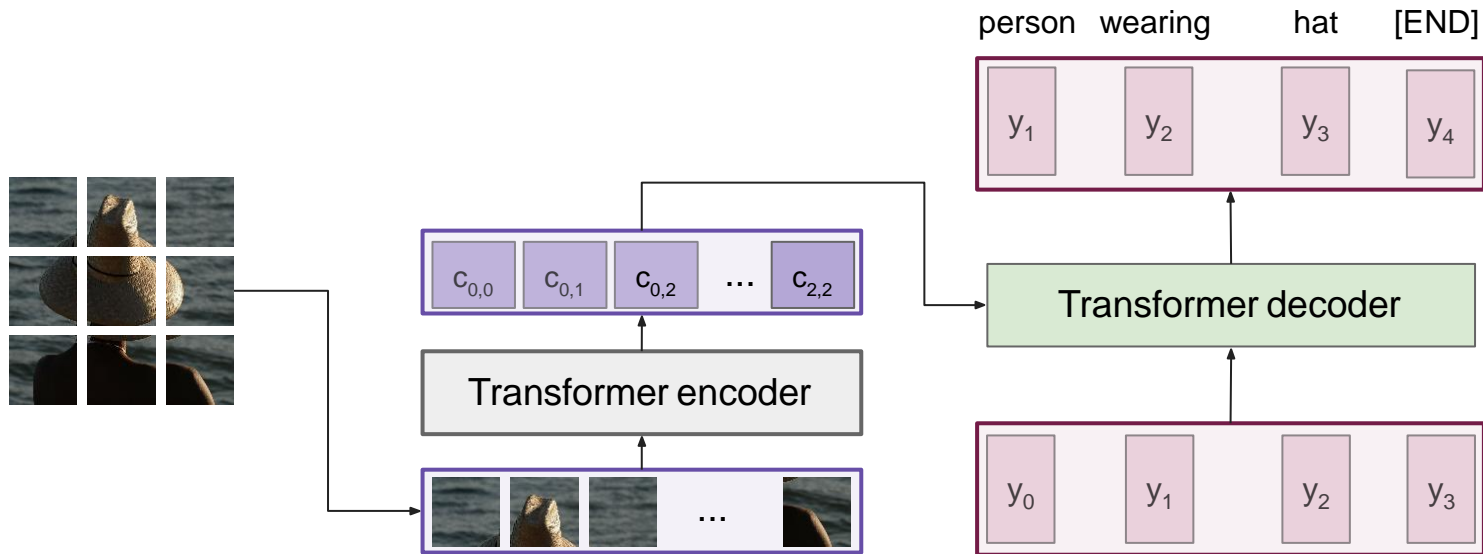 person wearing hat [END]
y₁ y₂ y₃ y₄
c₀,₀ c₀,₁ c₀,₂ ... c₂,₂
Transformer decoder
Transformer encoder
...
y₀ y₁ y₂ y₃